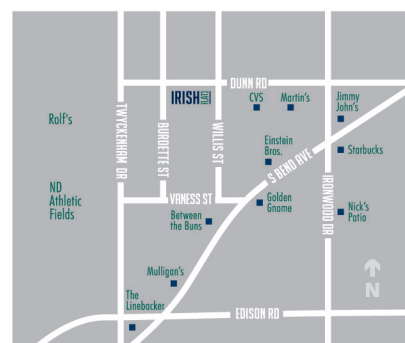 DUNN RD
IRISH
FLATS
CVS
Martin's
Jimmy
John's
Rolf's
TWYCKENHAM DR
BURDETTE ST
WILLIS ST
Einstein
Bros.
S BEND AVE
Starbucks
ND
Athletic
Fields
VANESS ST
Between
the Buns
Golden
Gnome
IRONWOOD DR
Nick's
Patio
Mulligan's
The
Linebacker
EDISON RD
N